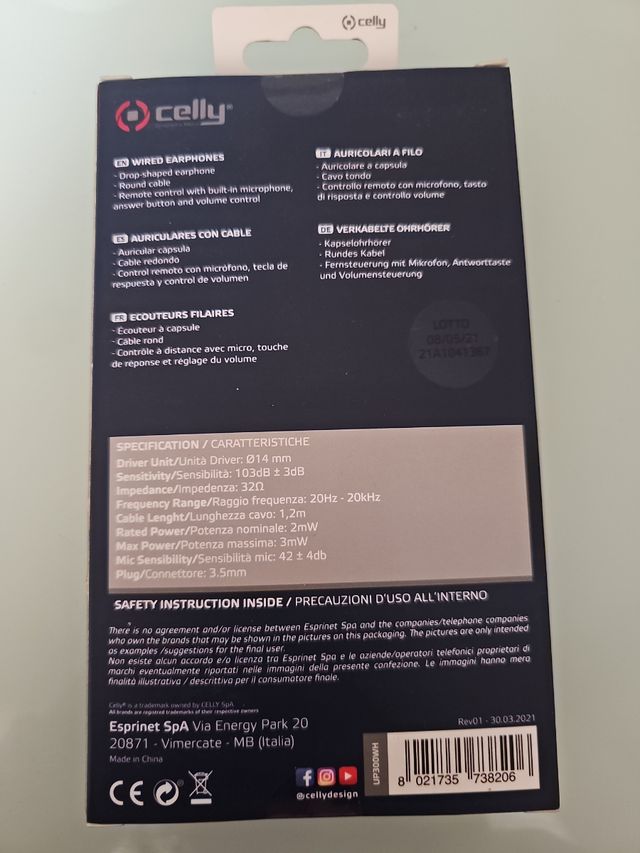 celly
celly®
EN WIRED EARPHONES
- Drop-shaped earphone
- Round cable
- Remote control with built-in microphone,
answer button and volume control
IT AURICOLARI A FILO
- Auricolare a capsula
- Cavo tondo
- Controllo remoto con microfono, tasto
di risposta e controllo volume
ES AURICULARES CON CABLE
- Auricular cápsula
- Cable redondo
- Control remoto con micrófono, tecla de
respuesta y control de volumen
DE VERKABELTE OHRHÖRER
- Kapselohrhörer
- Rundes Kabel
- Fernsteuerung mit Mikrofon, Antworttaste
und Volumensteuerung
FR ECOUTEURS FILAIRES
- Écouteur à capsule
- Câble rond
- Contrôle à distance avec micro, touche
de réponse et réglage du volume
LOTTO
08/05/21
21A1041367
SPECIFICATION / CARATTERISTICHE
Driver Unit/Unità Driver: Ø14 mm
Sensitivity/Sensibilità: 103dB ± 3dB
Impedance/Impedenza: 32Ω
Frequency Range/Raggio frequenza: 20Hz - 20kHz
Cable Lenght/Lunghezza cavo: 1,2m
Rated Power/Potenza nominale: 2mW
Max Power/Potenza massima: 3mW
Mic Sensibility/Sensibilità mic: 42 ± 4db
Plug/Connettore: 3.5mm
SAFETY INSTRUCTION INSIDE / PRECAUZIONI D'USO ALL'INTERNO
There is no agreement and/or license between Esprinet Spa and the companies/telephone companies
who own the brands that may be shown in the pictures on this packaging. The pictures are only intended
as examples /suggestions for the final user.
Non esiste alcun accordo e/o licenza tra Esprinet Spa e le aziende/operatori telefonici proprietari di
marchi eventualmente riportati nelle immagini della presente confezione. Le immagini hanno mera
finalità illustrativa / descrittiva per il consumatore finale.
Celly® is a trademark owned by CELLY SpA.
All brands are registred trademarks of their respective owners
Esprinet SpA Via Energy Park 20
20871 - Vimercate - MB (Italia)
Made in China
Rev01 - 30.03.2021
CE
@cellydesign
UP300WH
8 021735 738206